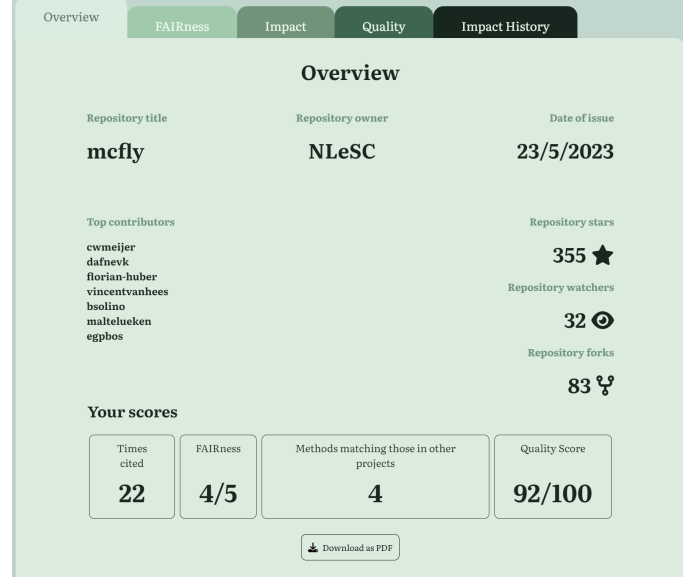 Overview
FAIRness
Impact
Quality
Impact History
Overview
Repository title
Repository owner
Date of issue
mcfly
NLeSC
23/5/2023
Top contributors
cwmeijer
dafnevk
florian-huber
vincentvanhees
bsolino
maltelueken
egpbos
Repository stars
355
Repository watchers
32
Repository forks
83
Your scores
Times
cited
22
FAIRness
4/5
Methods matching those in other
projects
4
Quality Score
92/100
Download as PDF